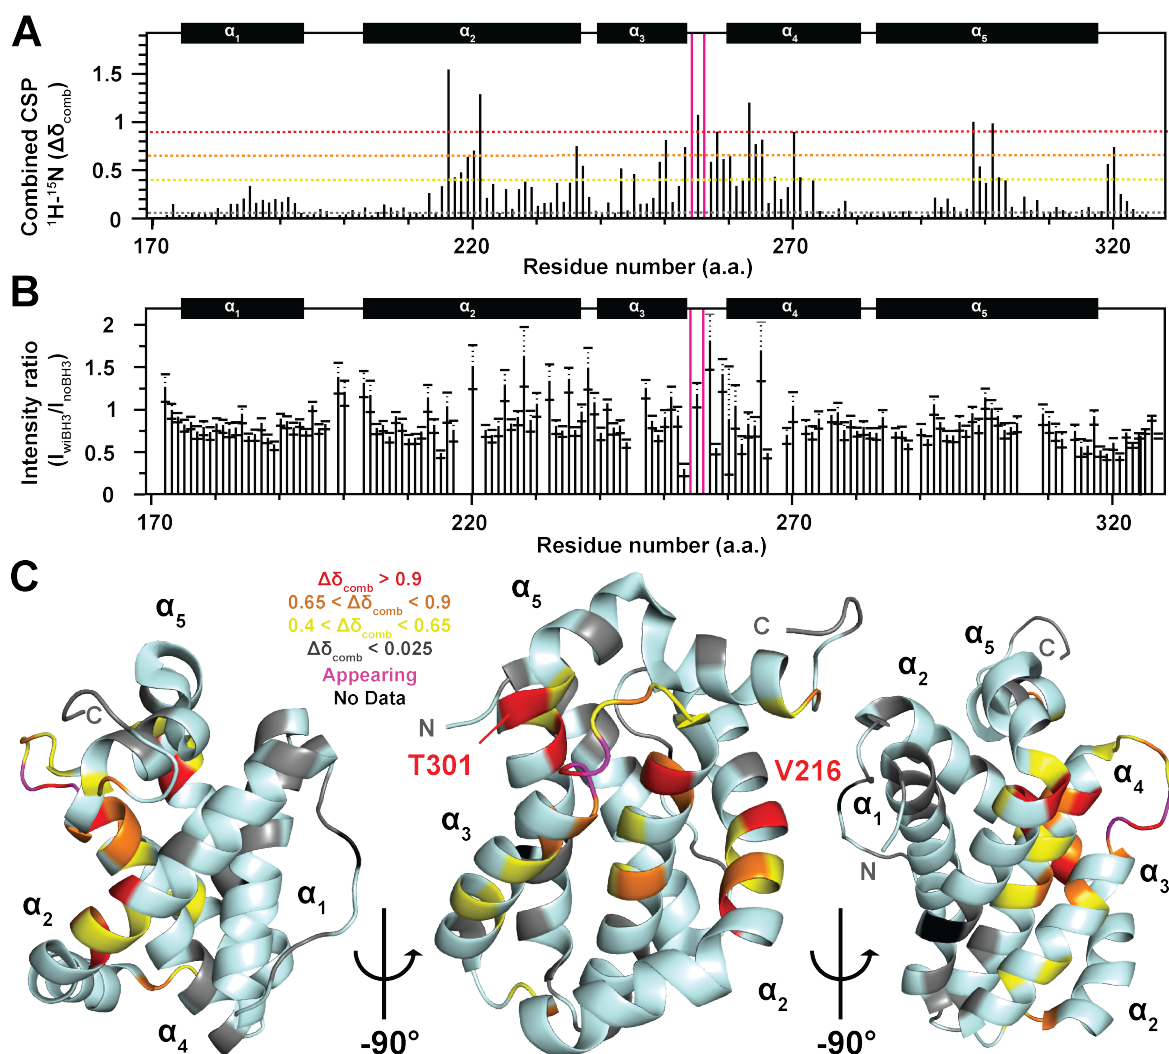 A
α1 α2 α3 α4 α5
Combined CSP
¹H-¹⁵N (Δδcomb)
1.5
1
0.5
0
170 220 270 320
Residue number (a.a.)
B
α1 α2 α3 α4 α5
Intensity ratio
(IwiBH3/InoBH3)
2
1.5
1
0.5
0
170 220 270 320
Residue number (a.a.)
C
Δδcomb > 0.9
0.65 < Δδcomb < 0.9
0.4 < Δδcomb < 0.65
Δδcomb < 0.025
Appearing
No Data
α5
C
α2
α1
α4
-90°
α5
C
N
T301
V216
α3
α2
-90°
α5
C
α2
α4
α1
N
α3
α2